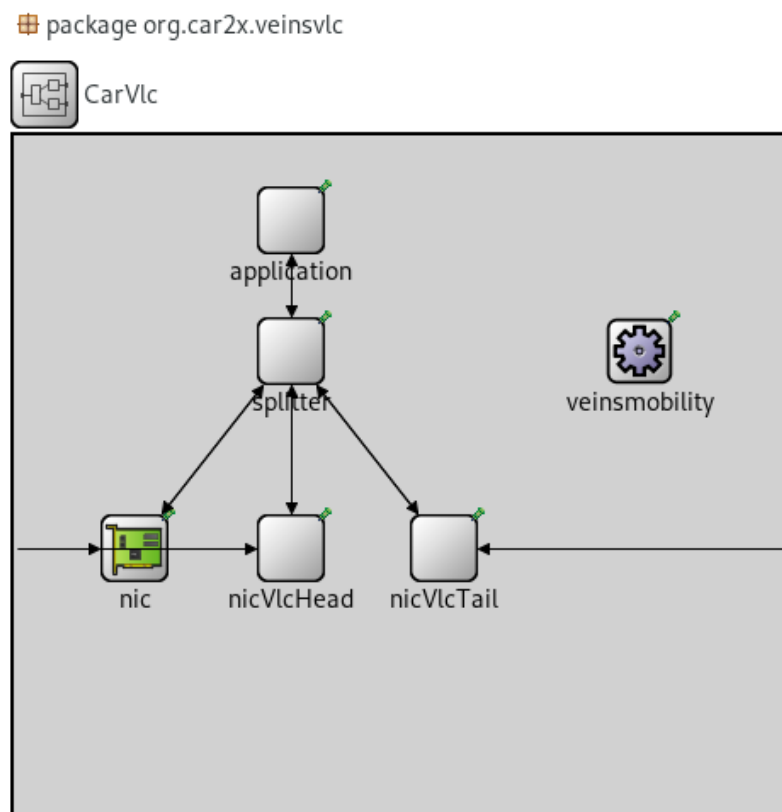 package org.car2x.veinsvlc
CarVlc
application
splitter
veinsmobility
nic
nicVlcHead
nicVlcTail